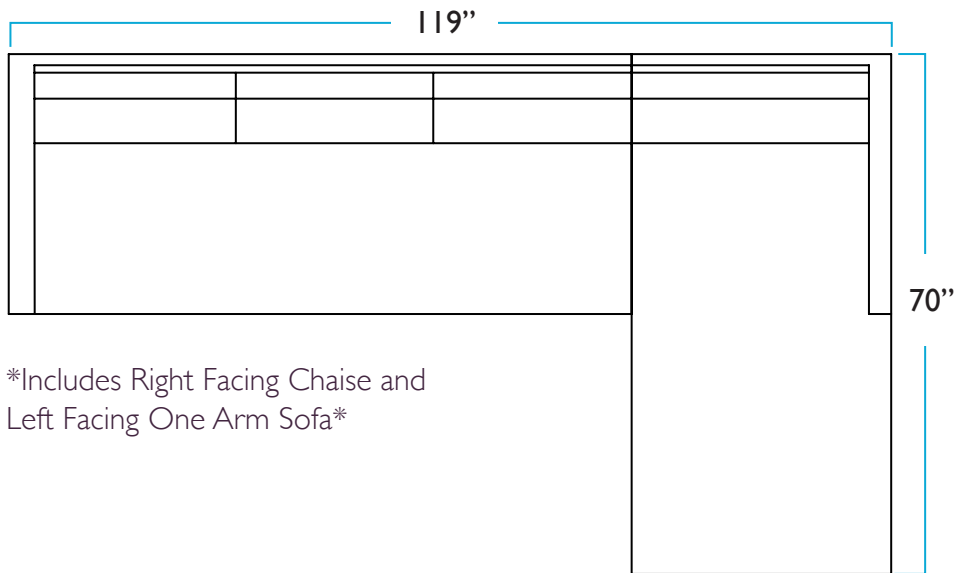 119”
70”
*Includes Right Facing Chaise and
Left Facing One Arm Sofa*